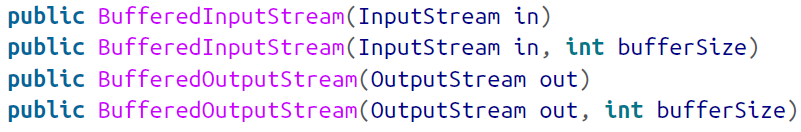 public BufferedInputStream(InputStream in)
public BufferedInputStream(InputStream in, int bufferSize)
public BufferedOutputStream(OutputStream out)
public BufferedOutputStream(OutputStream out, int bufferSize)